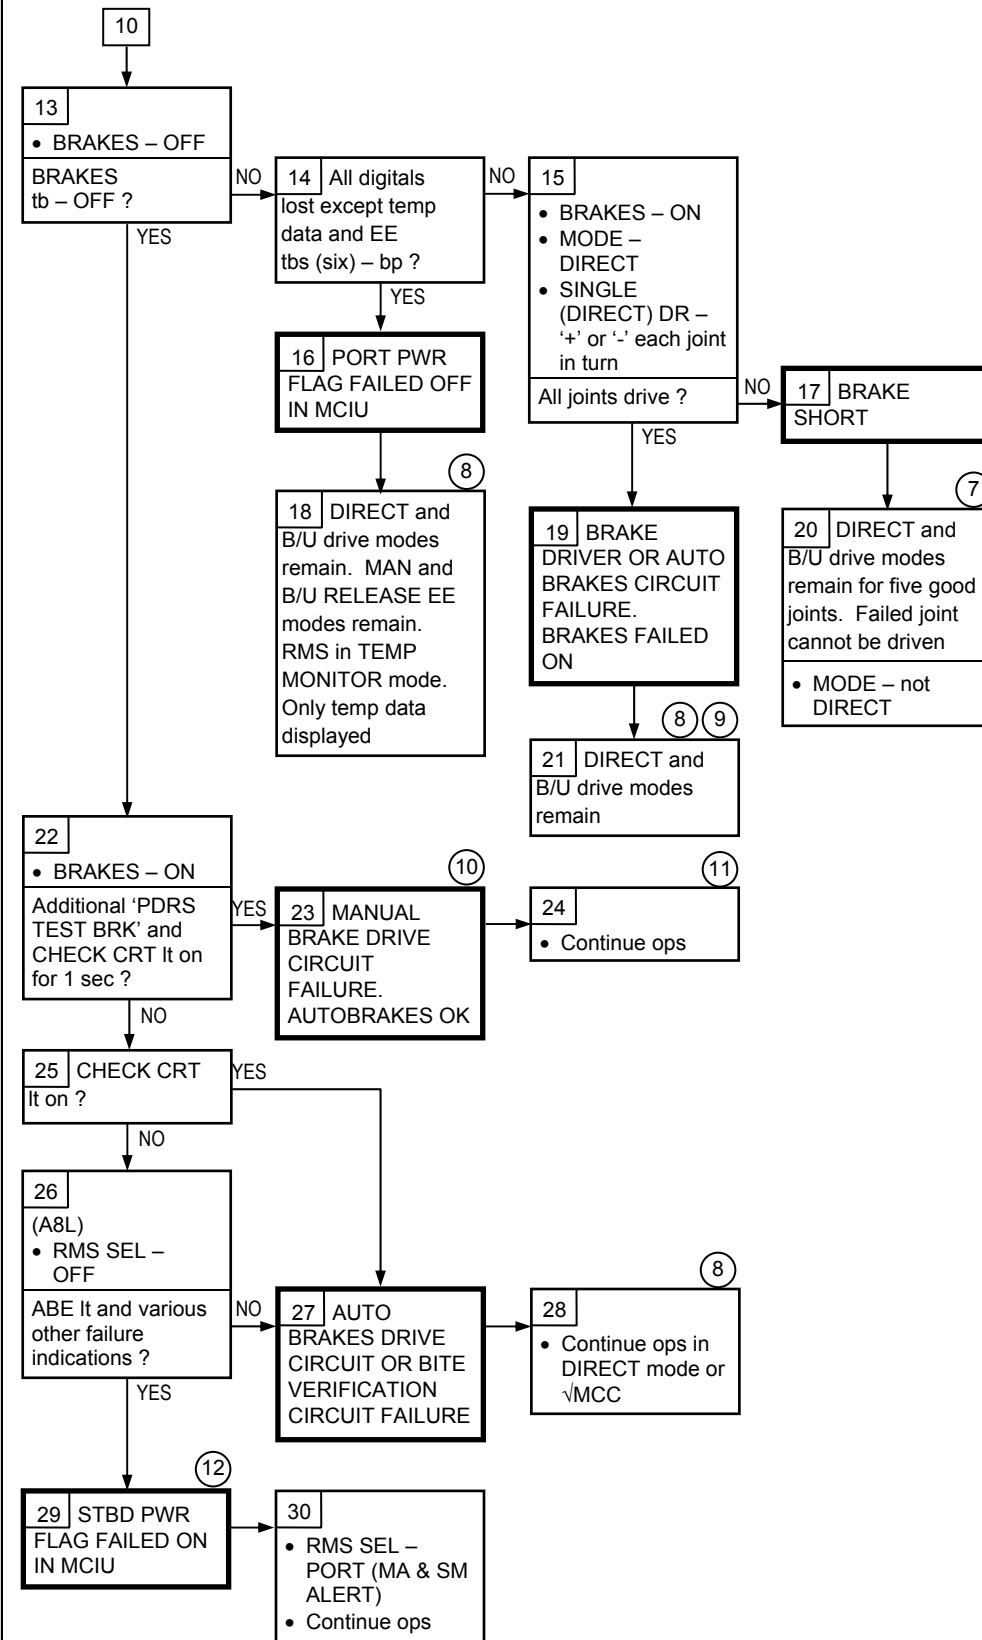 10
13
• BRAKES – OFF
BRAKES
tb – OFF ?
NO
YES
14 All digitals
lost except temp
data and EE
tbs (six) – bp ?
NO
YES
15
• BRAKES – ON
• MODE –
DIRECT
• SINGLE
(DIRECT) DR –
‘+’ or ‘-’ each joint
in turn
All joints drive ?
NO
YES
16 PORT PWR
FLAG FAILED OFF
IN MCIU
17 BRAKE
SHORT
8
18 DIRECT and
B/U drive modes
remain. MAN and
B/U RELEASE EE
modes remain.
RMS in TEMP
MONITOR mode.
Only temp data
displayed
19 BRAKE
DRIVER OR AUTO
BRAKES CIRCUIT
FAILURE.
BRAKES FAILED
ON
7
20 DIRECT and
B/U drive modes
remain for five good
joints. Failed joint
cannot be driven
• MODE – not
DIRECT
8 9
21 DIRECT and
B/U drive modes
remain
22
• BRAKES – ON
Additional ‘PDRS
TEST BRK’ and
CHECK CRT lt on
for 1 sec ?
YES
NO
10
23 MANUAL
BRAKE DRIVE
CIRCUIT
FAILURE.
AUTOBRAKES OK
11
24
• Continue ops
25 CHECK CRT
lt on ?
YES
NO
26
(A8L)
• RMS SEL –
OFF
ABE lt and various
other failure
indications ?
NO
YES
27 AUTO
BRAKES DRIVE
CIRCUIT OR BITE
VERIFICATION
CIRCUIT FAILURE
8
28
• Continue ops in
DIRECT mode or
√MCC
12
29 STBD PWR
FLAG FAILED ON
IN MCIU
30
• RMS SEL –
PORT (MA & SM
ALERT)
• Continue ops